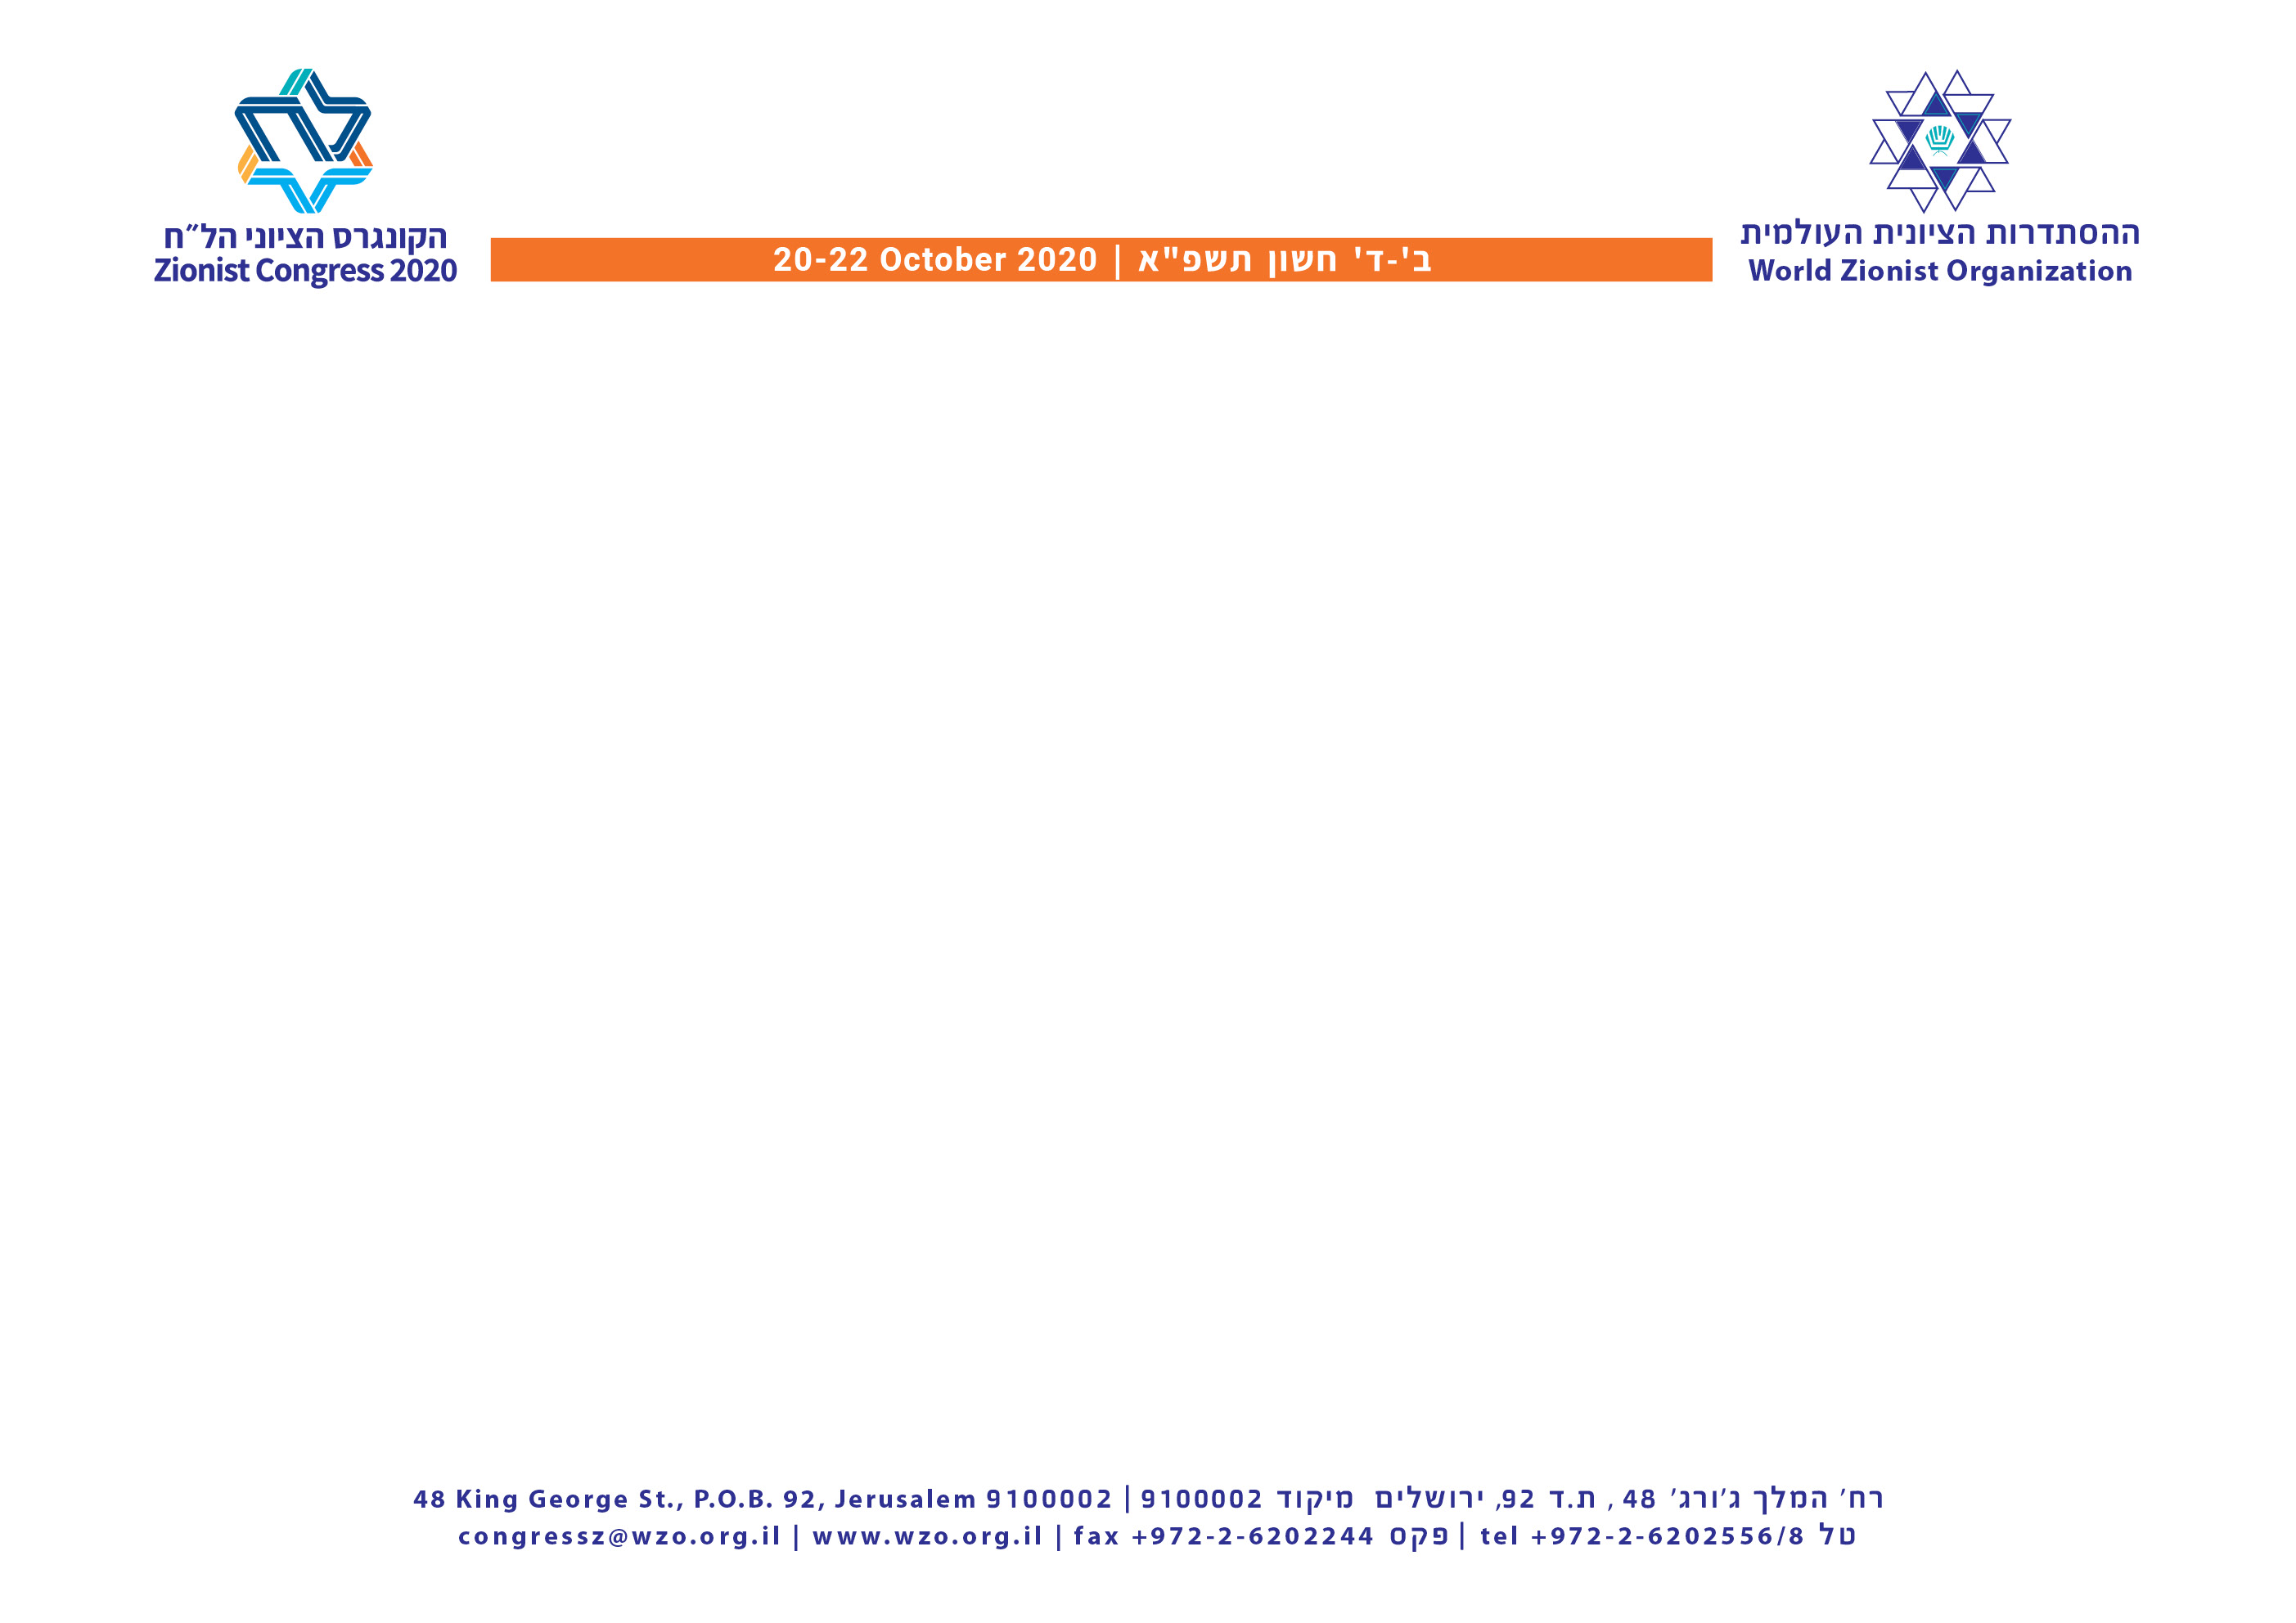 הקונגרס הציוני הל״ח
Zionist Congress 2020
20-22 October 2020 | ב'-ד' חשון תשפ"א
ההסתדרות הציונית העולמית
World Zionist Organization
48 King George St., P.O.B. 92, Jerusalem 9100002 | רח׳ המלך ג׳ורג׳ 48 , ת.ד 92, ירושלים מיקוד 9100002
congressz@wzo.org.il | www.wzo.org.il | fax +972-2-6202244 פקס | tel +972-2-6202556/8 טל